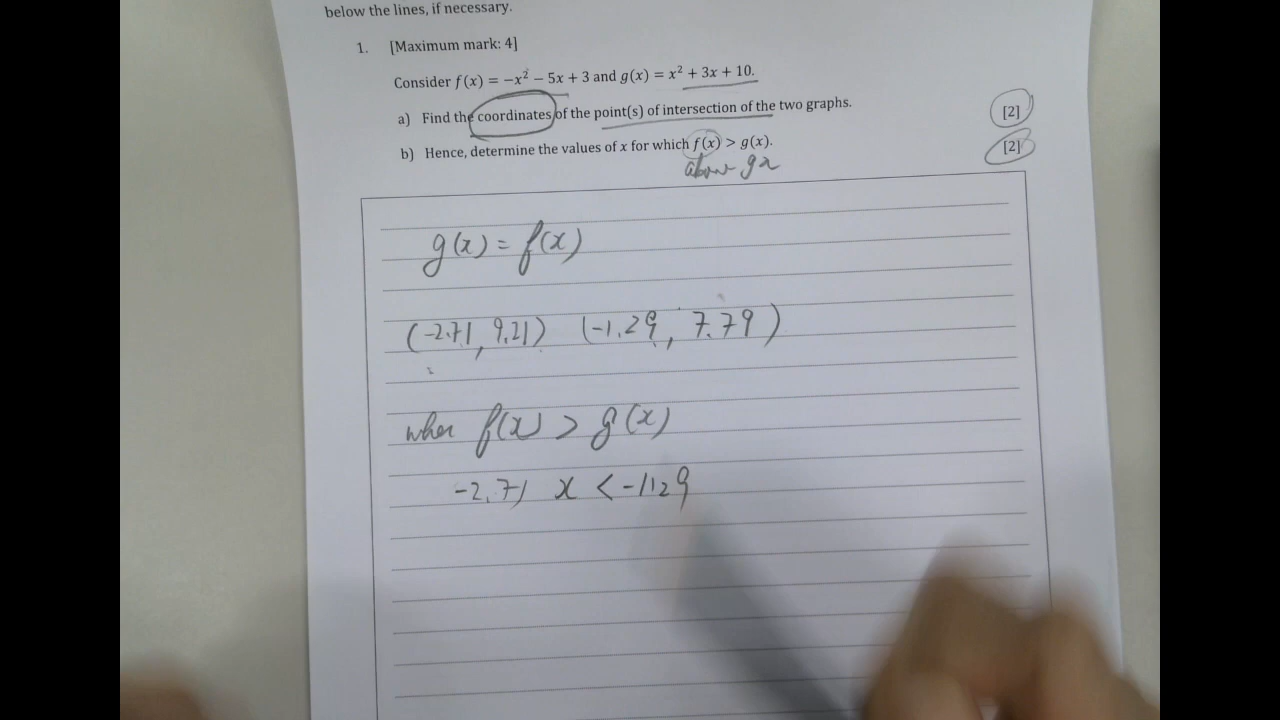 below the lines, if necessary.
1. [Maximum mark: 4]
Consider f(x) = −x² − 5x + 3 and g(x) = x² + 3x + 10.
a) Find the coordinates of the point(s) of intersection of the two graphs. [2]
b) Hence, determine the values of x for which f(x) > g(x). [2]
above gx
g(x) = f(x)
(-2.71, 9.21) (-1.29, 7.79)
when f(x) > g(x)
-2.71 x < -1.29